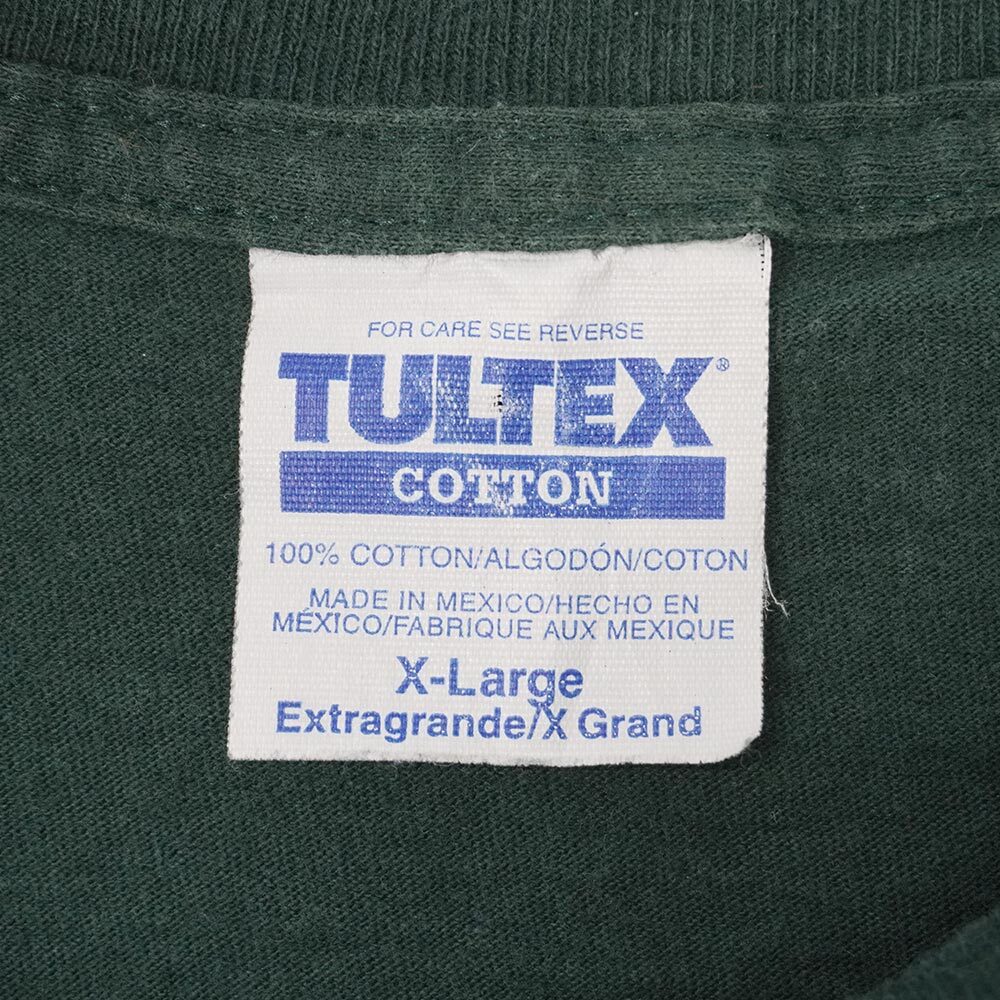 FOR CARE SEE REVERSE
TULTEX®
COTTON
100% COTTON/ALGODÓN/COTON
MADE IN MEXICO/HECHO EN
MÉXICO/FABRIQUE AUX MEXIQUE
X-Large
Extragrande/X Grand